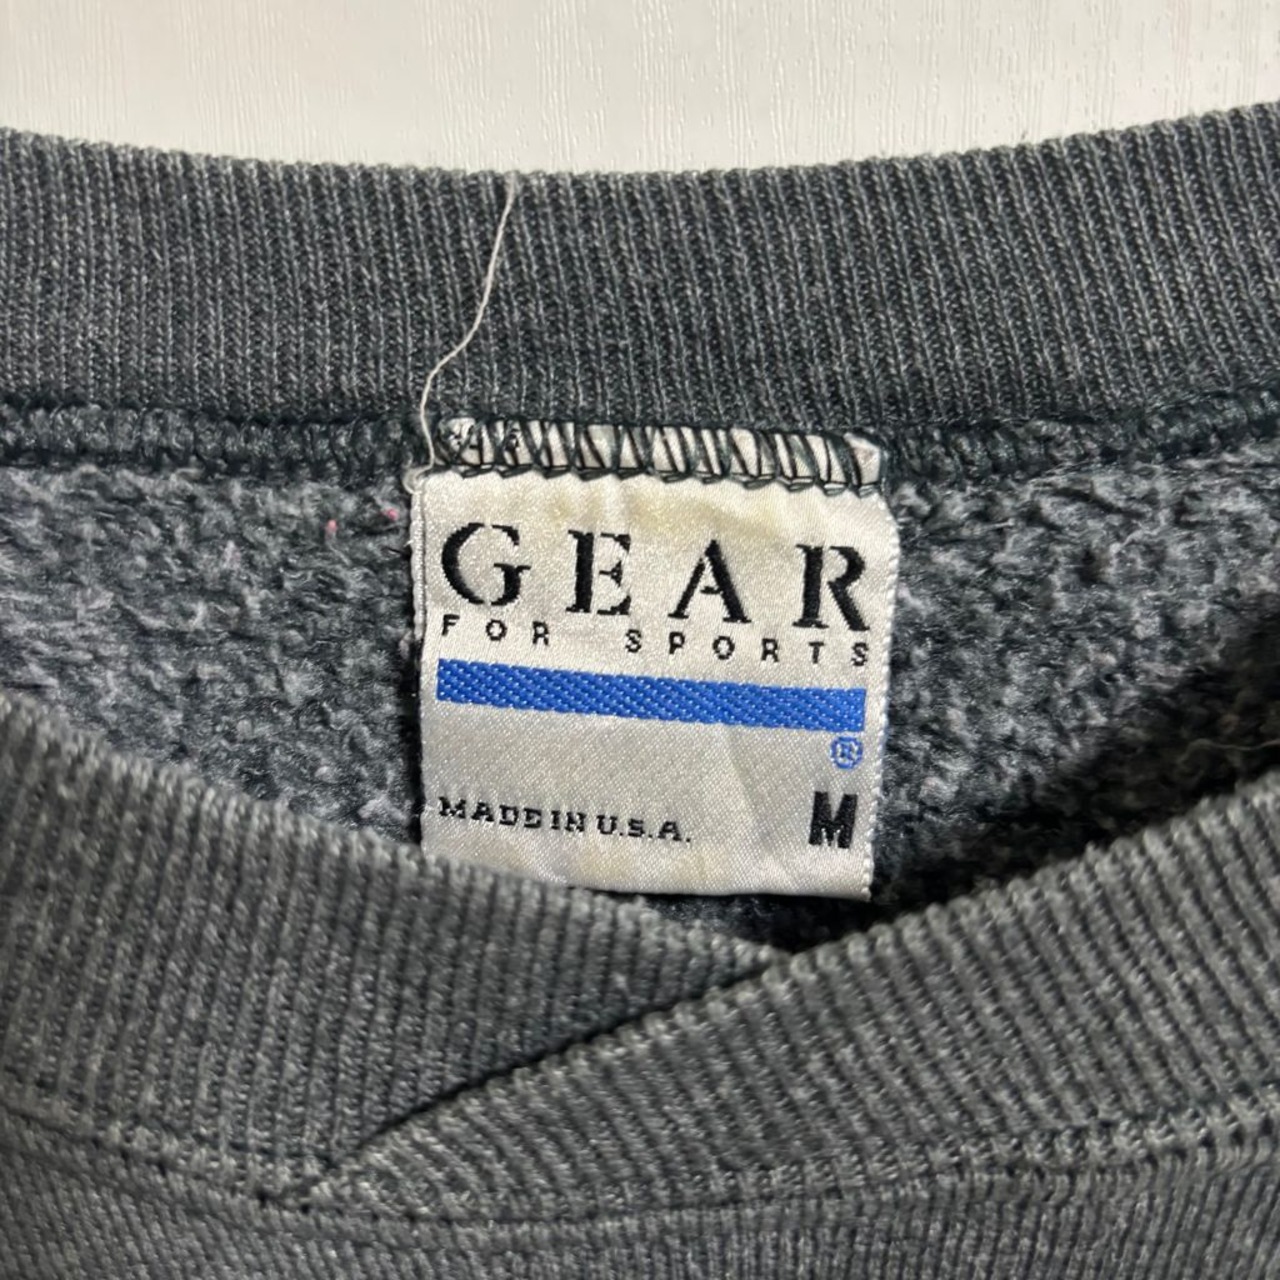 GEAR
FOR SPORTS
®
MADE IN U.S.A. M